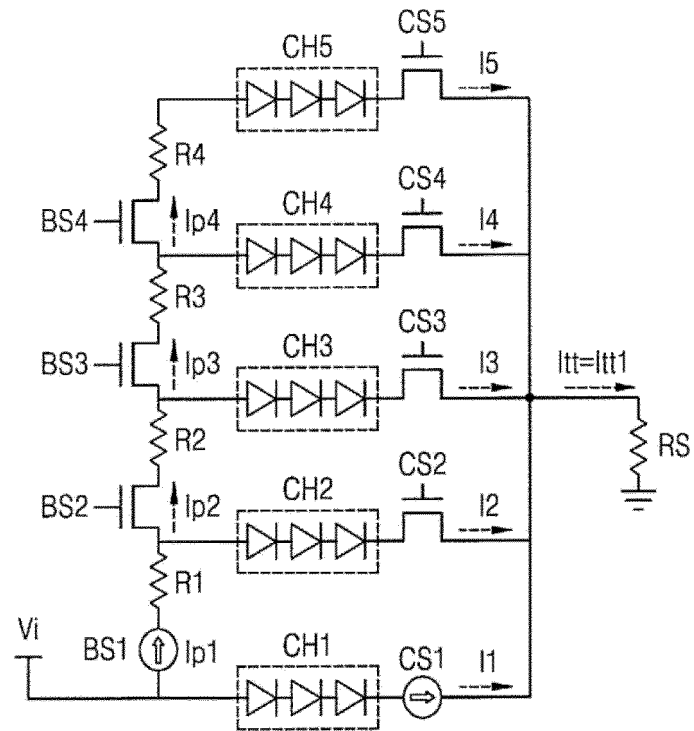 CS5
CH5
I5
R4
CS4
BS4
Ip4
CH4
I4
R3
CS3
BS3
Ip3
CH3
I3
Itt=Itt1
R2
CS2
RS
BS2
Ip2
CH2
I2
R1
Vi
BS1
Ip1
CH1
CS1
I1